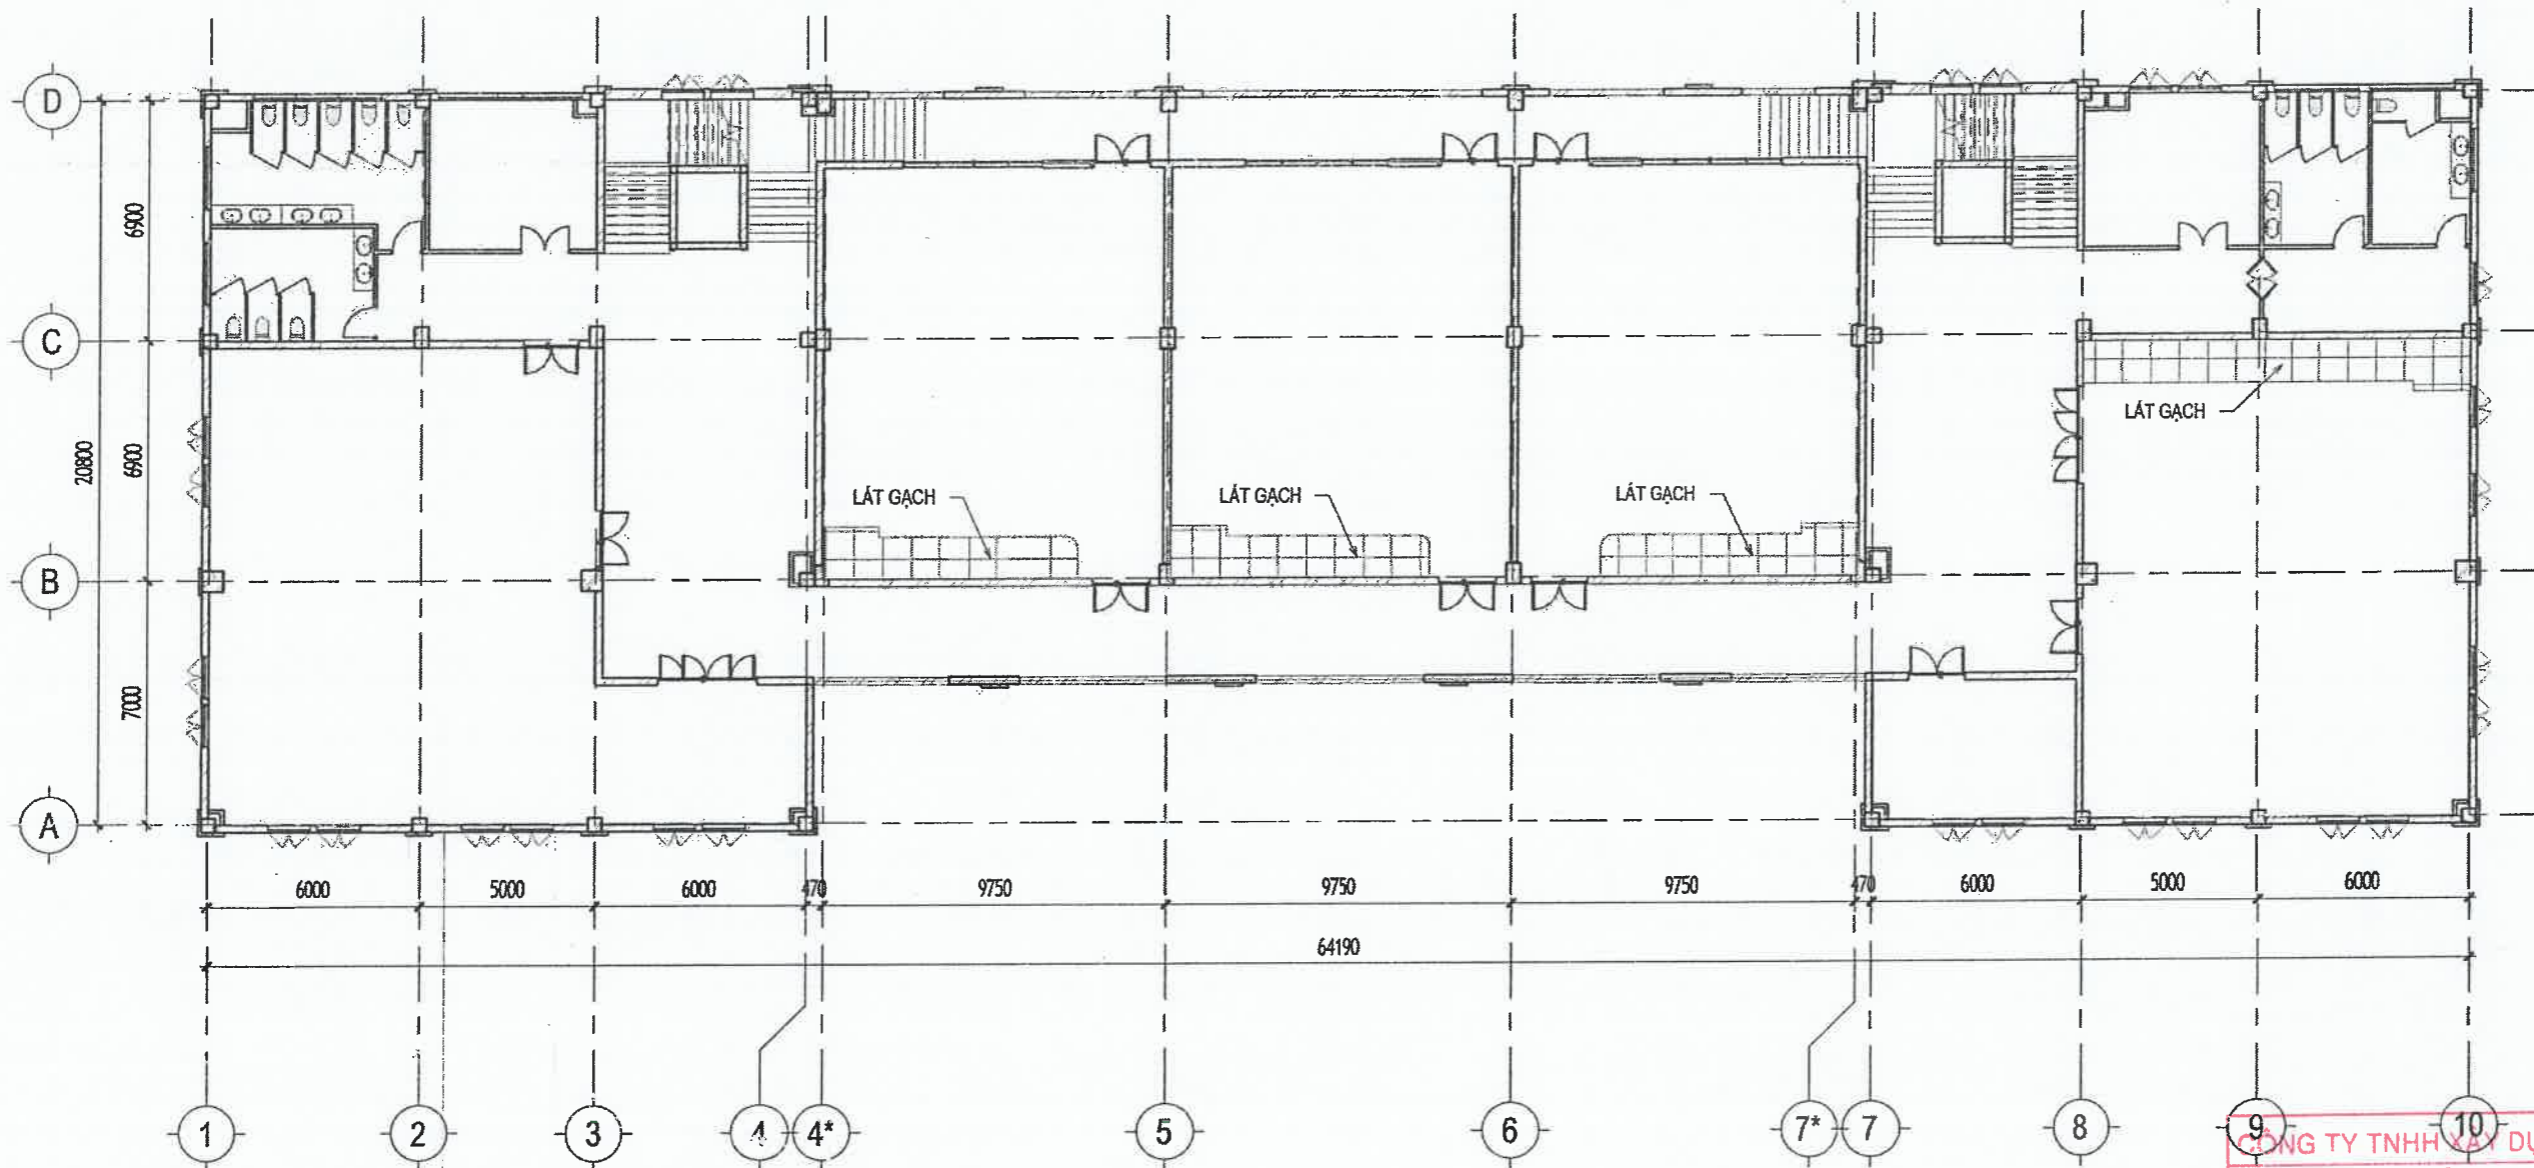 D
C
B
A
6900
6900
7000
20800
LÁT GẠCH
LÁT GẠCH
LÁT GẠCH
LÁT GẠCH
6000 5000 6000 470 9750 9750 9750 470 6000 5000 6000
64190
1 2 3 4 4* 5 6 7* 7 8 9 10
CÔNG TY TNHH XÂY